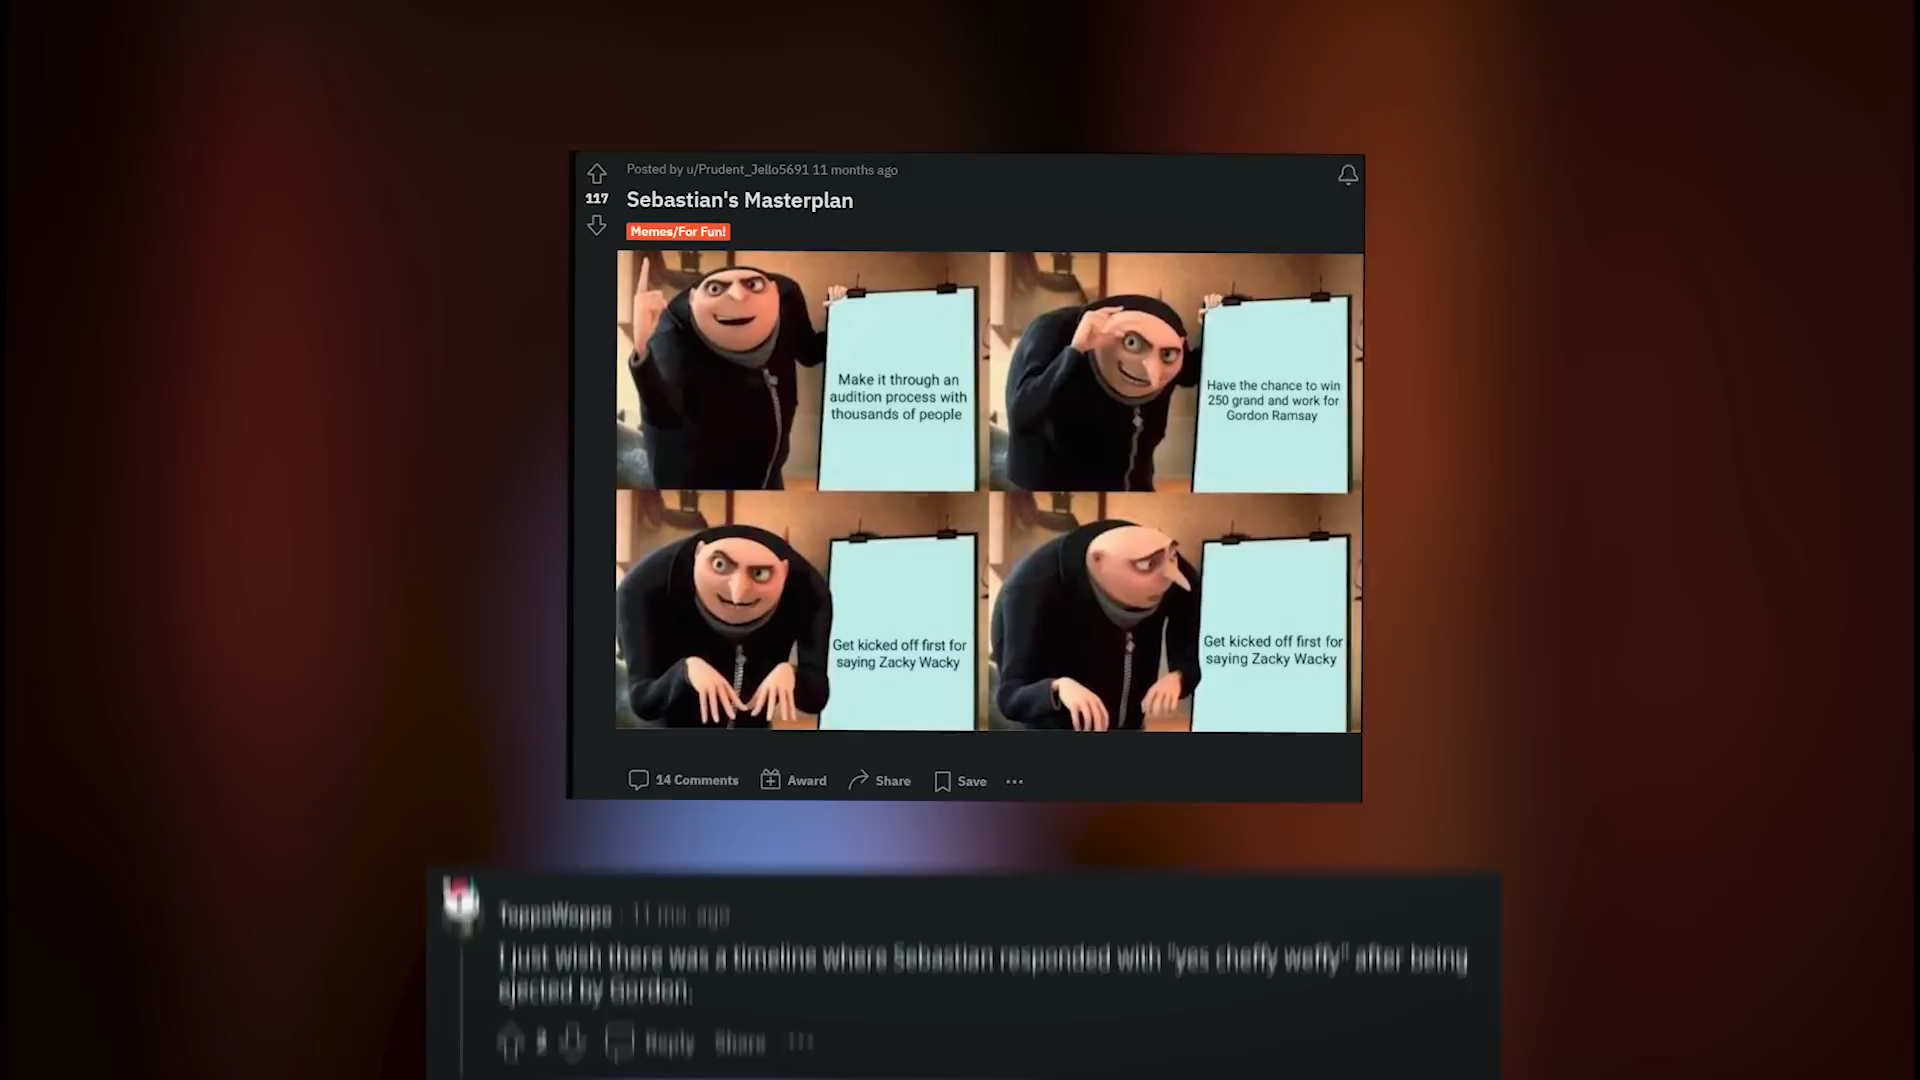 Posted by u/Prudent_Jello5691 11 months ago
117
Sebastian's Masterplan
Memes/For Fun!
Make it through an
audition process with
thousands of people
Have the chance to win
250 grand and work for
Gordon Ramsay
Get kicked off first for
saying Zacky Wacky
Get kicked off first for
saying Zacky Wacky
14 Comments Award Share Save
11 mo. ago
I just wish there was a timeline where Sebastian responded with "yes cheffy weffy" after being
ejected by Gordon.
Reply Share